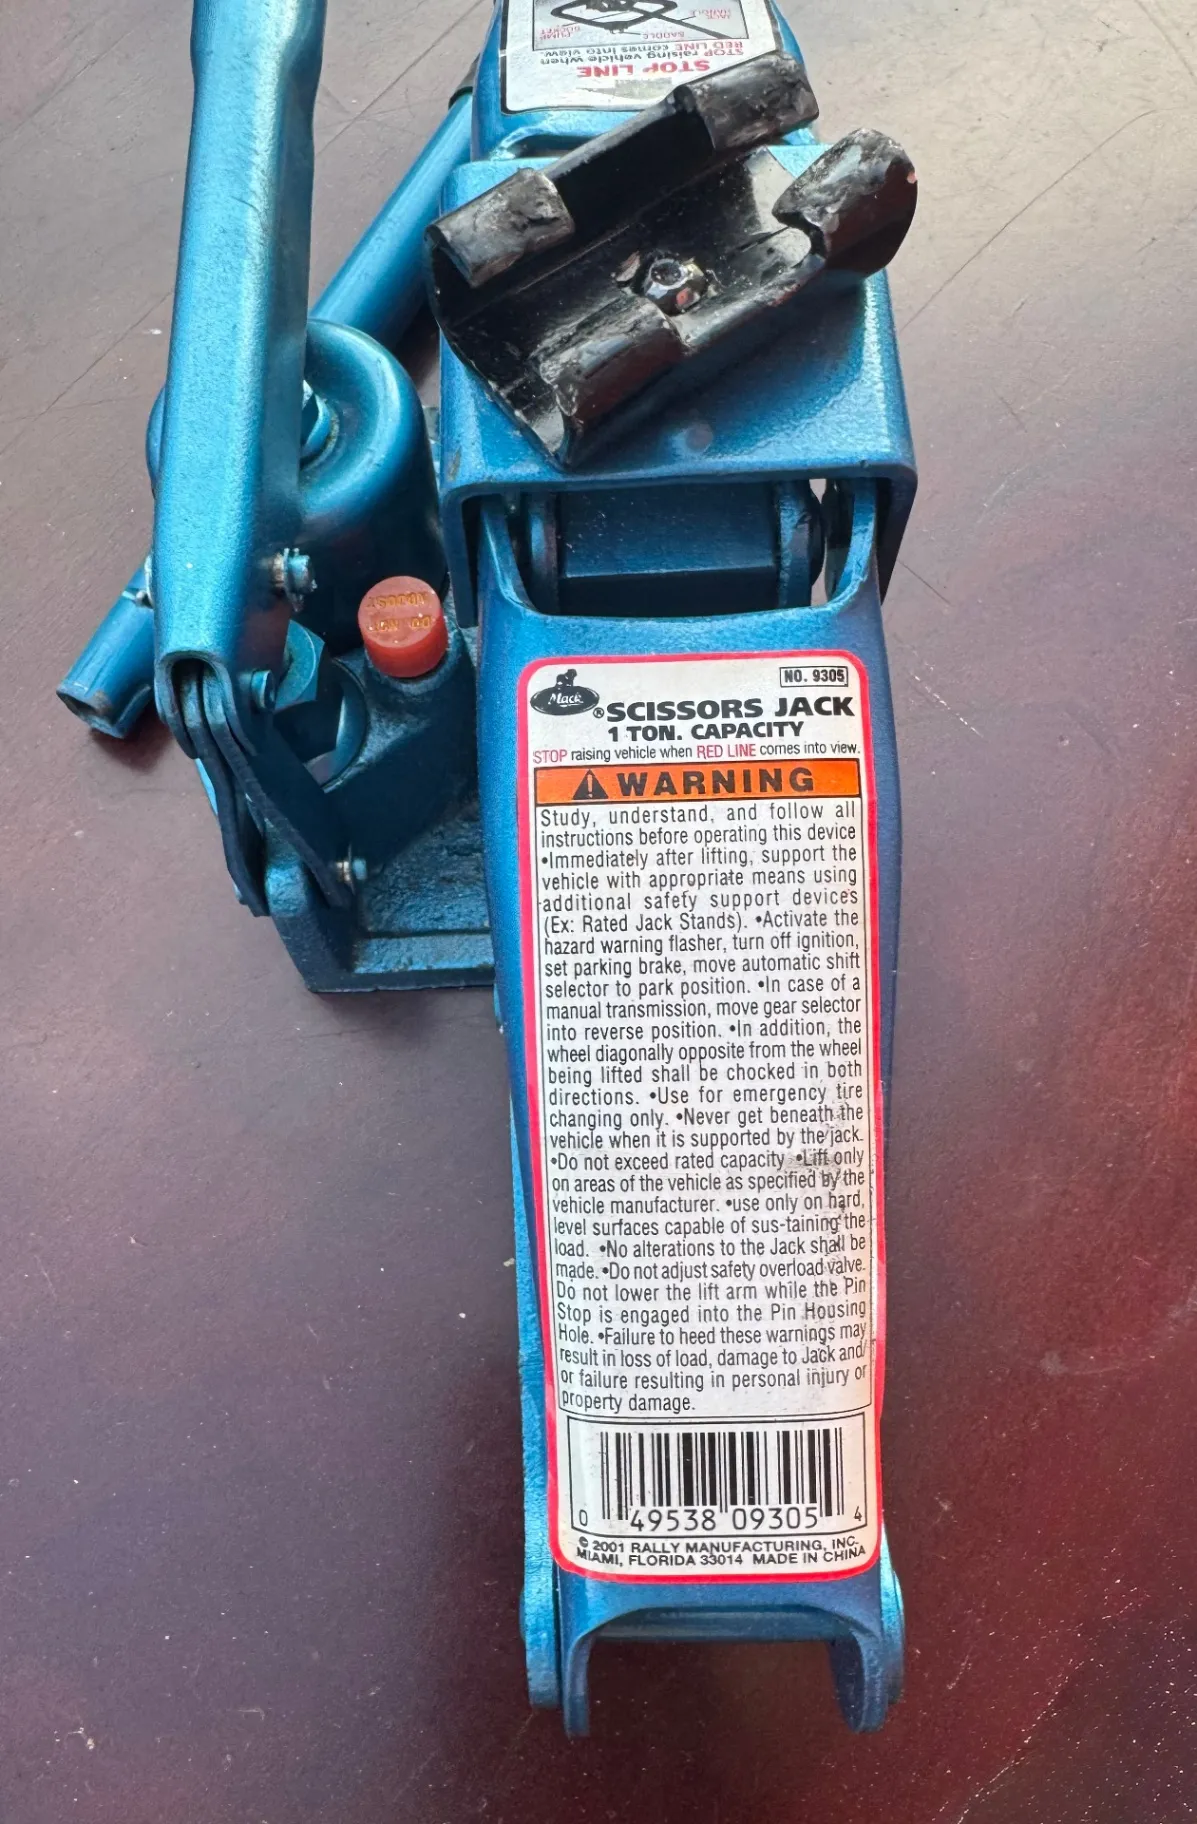 JACK
HANDLE
PUMP
SOCKET
SADDLE
STOP LINE
STOP raising vehicle when
RED LINE comes into view.
DO NOT
ADJUST
Mack
NO. 9305
®SCISSORS JACK
1 TON. CAPACITY
STOP raising vehicle when RED LINE comes into view.
WARNING
Study, understand, and follow all
instructions before operating this device
•Immediately after lifting, support the
vehicle with appropriate means using
additional safety support devices
(Ex: Rated Jack Stands). •Activate the
hazard warning flasher, turn off ignition,
set parking brake, move automatic shift
selector to park position. •In case of a
manual transmission, move gear selector
into reverse position. •In addition, the
wheel diagonally opposite from the wheel
being lifted shall be chocked in both
directions. •Use for emergency tire
changing only. •Never get beneath the
vehicle when it is supported by the jack.
•Do not exceed rated capacity •Lift only
on areas of the vehicle as specified by the
vehicle manufacturer. •use only on hard,
level surfaces capable of sus-taining the
load. •No alterations to the Jack shall be
made. •Do not adjust safety overload valve.
Do not lower the lift arm while the Pin
Stop is engaged into the Pin Housing
Hole. •Failure to heed these warnings may
result in loss of load, damage to Jack and/
or failure resulting in personal injury or
property damage.
0 49538 09305 4
© 2001 RALLY MANUFACTURING, INC.
MIAMI, FLORIDA 33014 MADE IN CHINA